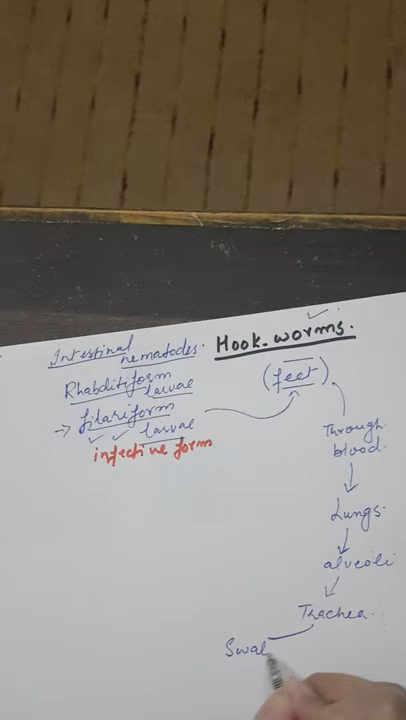 Intestinal
nematodes.
Hook-worms.
Rhabditiform
larvae
(feet)
→ filariform
larvae
infective form
Through
blood.
Lungs.
alveoli
Trachea.
Swal